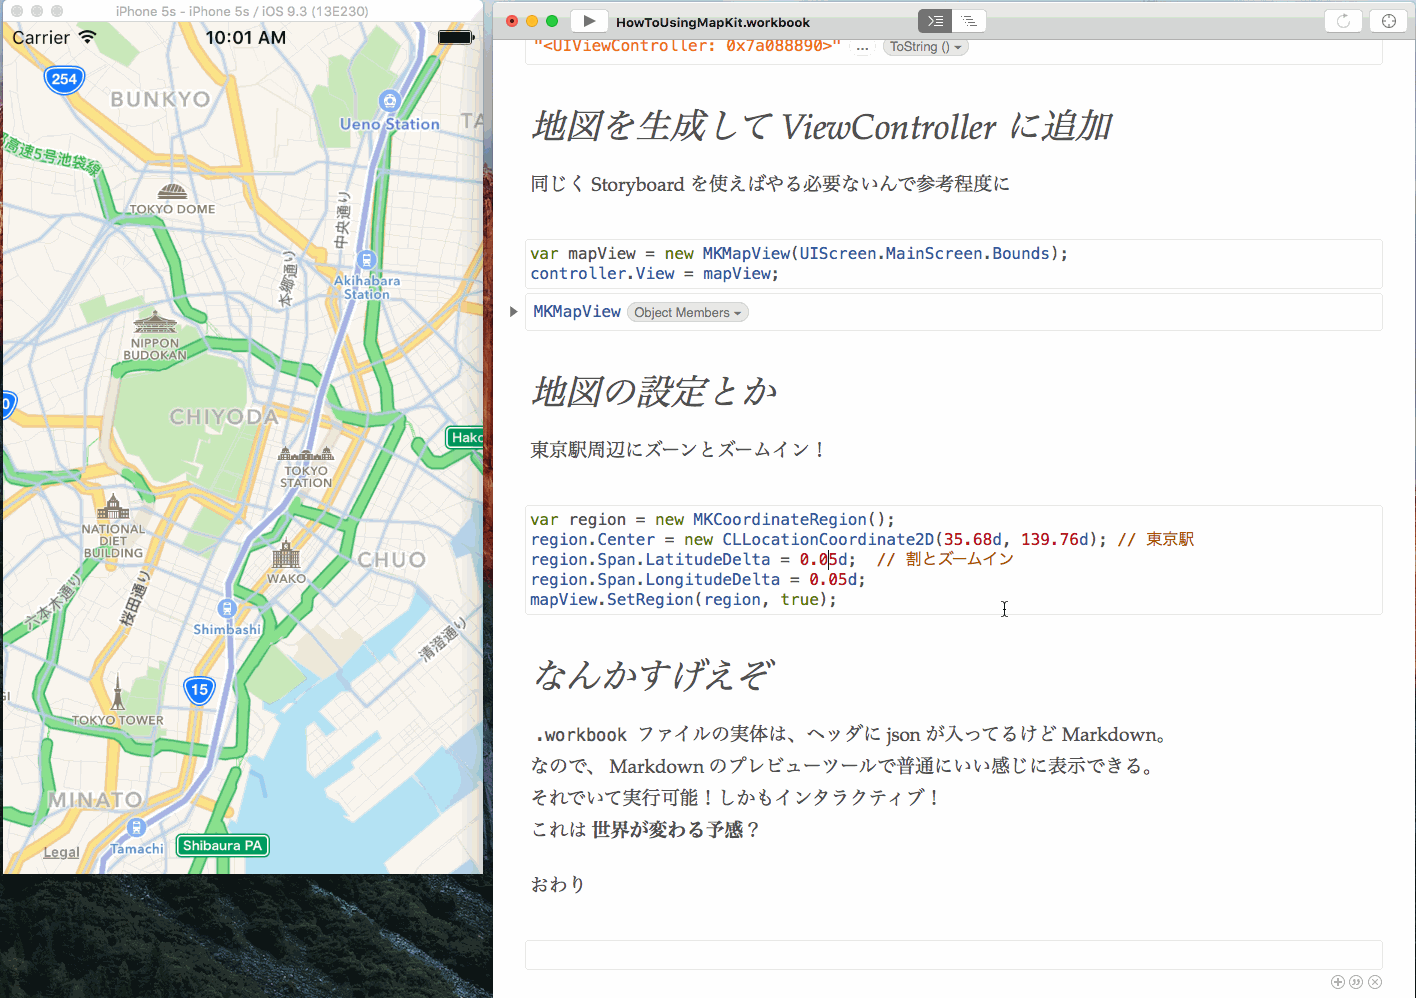 iPhone 5s - iPhone 5s / iOS 9.3 (13E230)
Carrier
10:01 AM
254
BUNKYO
Ueno Station
TA
高速5号池袋線
TOKYO DOME
中央通り
本郷通り
Akihabara
Station
NIPPON
BUDOKAN
0
CHIYODA
Hako
TOKYO
STATION
NATIONAL
DIET
BUILDING
CHUO
WAKO
六本木通り
桜田通り
Shimbashi
清澄通り
GI
15
TOKYO TOWER
MINATO
Tamachi
Shibaura PA
Legal
HowToUsingMapKit.workbook
"<UIViewController: 0x7a088890>" ... ToString ()
地図を生成して ViewController に追加
同じく Storyboard を使えばやる必要ないんで参考程度に
var mapView = new MKMapView(UIScreen.MainScreen.Bounds);
controller.View = mapView;
MKMapView Object Members
地図の設定とか
東京駅周辺にズーンとズームイン！
var region = new MKCoordinateRegion();
region.Center = new CLLocationCoordinate2D(35.68d, 139.76d); // 東京駅
region.Span.LatitudeDelta = 0.05d;  // 割とズームイン
region.Span.LongitudeDelta = 0.05d;
mapView.SetRegion(region, true);
なんかすげえぞ
.workbook ファイルの実体は、ヘッダに json が入ってるけど Markdown。
なので、 Markdown のプレビューツールで普通にいい感じに表示できる。
それでいて実行可能！しかもインタラクティブ！
これは 世界が変わる予感？
おわり